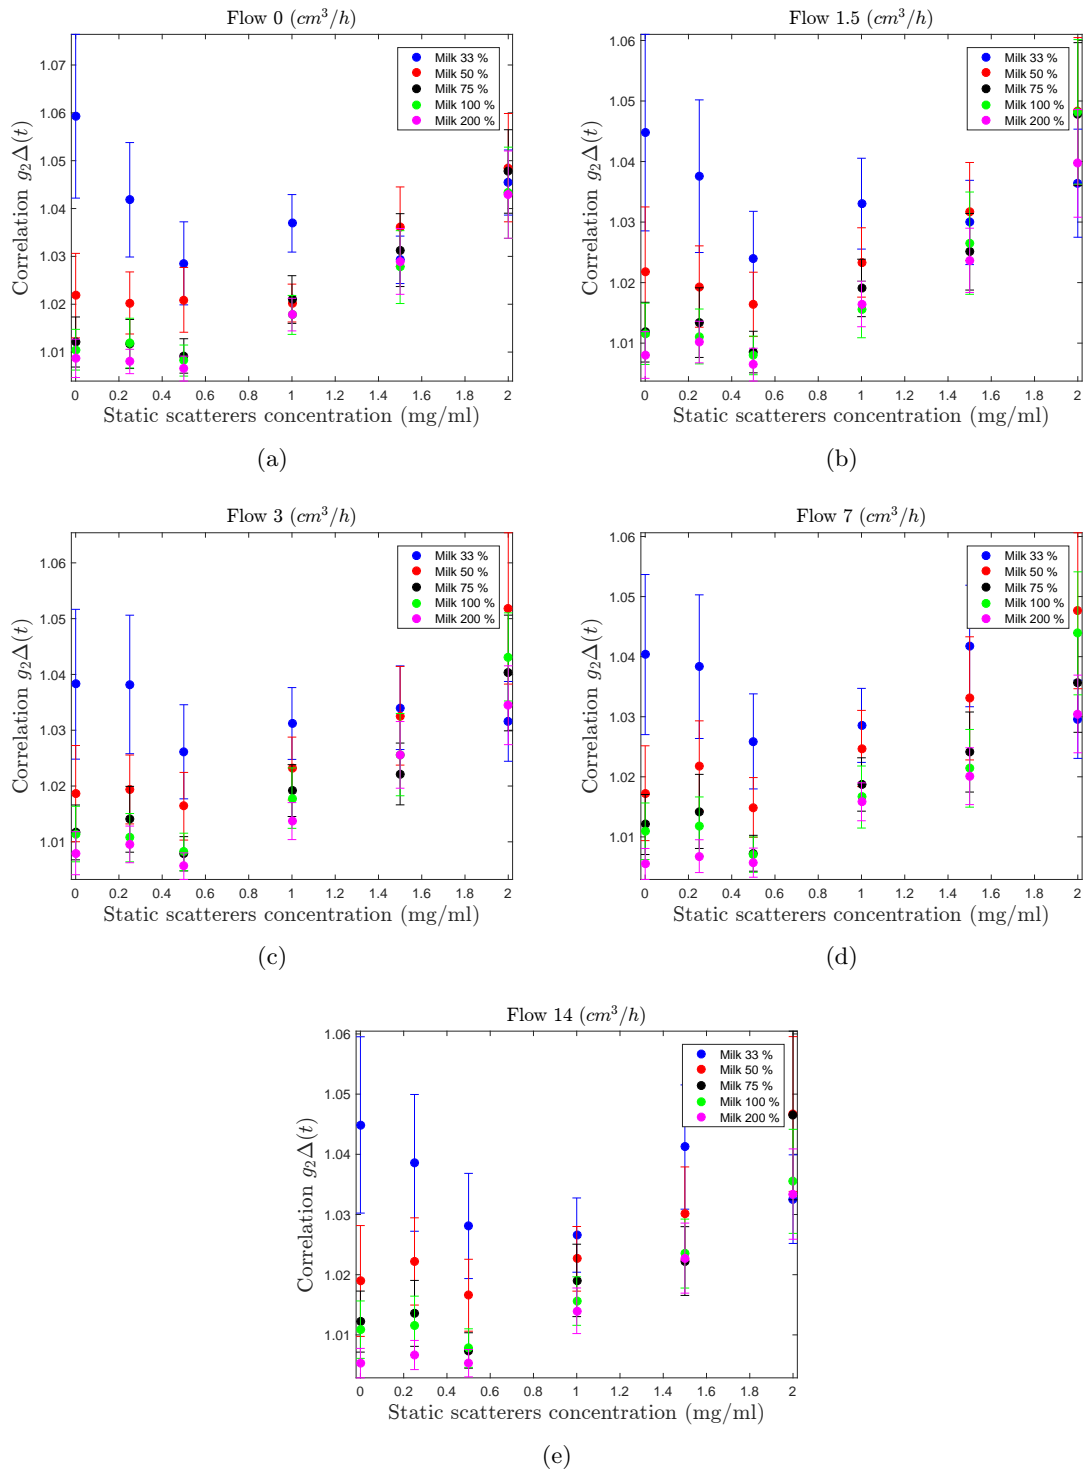 Flow 0 (cm³/h)
1.07
1.06
1.05
1.04
1.03
1.02
1.01
Correlation g₂Δ(t)
Milk 33 %
Milk 50 %
Milk 75 %
Milk 100 %
Milk 200 %
0 0.2 0.4 0.6 0.8 1.0 1.2 1.4 1.6 1.8 2
Static scatterers concentration (mg/ml)
(a)
Flow 1.5 (cm³/h)
1.06
1.05
1.04
1.03
1.02
1.01
Correlation g₂Δ(t)
Milk 33 %
Milk 50 %
Milk 75 %
Milk 100 %
Milk 200 %
0 0.2 0.4 0.6 0.8 1.0 1.2 1.4 1.6 1.8 2
Static scatterers concentration (mg/ml)
(b)
Flow 3 (cm³/h)
1.06
1.05
1.04
1.03
1.02
1.01
Correlation g₂Δ(t)
Milk 33 %
Milk 50 %
Milk 75 %
Milk 100 %
Milk 200 %
0 0.2 0.4 0.6 0.8 1.0 1.2 1.4 1.6 1.8 2
Static scatterers concentration (mg/ml)
(c)
Flow 7 (cm³/h)
1.06
1.05
1.04
1.03
1.02
1.01
Correlation g₂Δ(t)
Milk 33 %
Milk 50 %
Milk 75 %
Milk 100 %
Milk 200 %
0 0.2 0.4 0.6 0.8 1.0 1.2 1.4 1.6 1.8 2
Static scatterers concentration (mg/ml)
(d)
Flow 14 (cm³/h)
1.06
1.05
1.04
1.03
1.02
1.01
Correlation g₂Δ(t)
Milk 33 %
Milk 50 %
Milk 75 %
Milk 100 %
Milk 200 %
0 0.2 0.4 0.6 0.8 1.0 1.2 1.4 1.6 1.8 2
Static scatterers concentration (mg/ml)
(e)